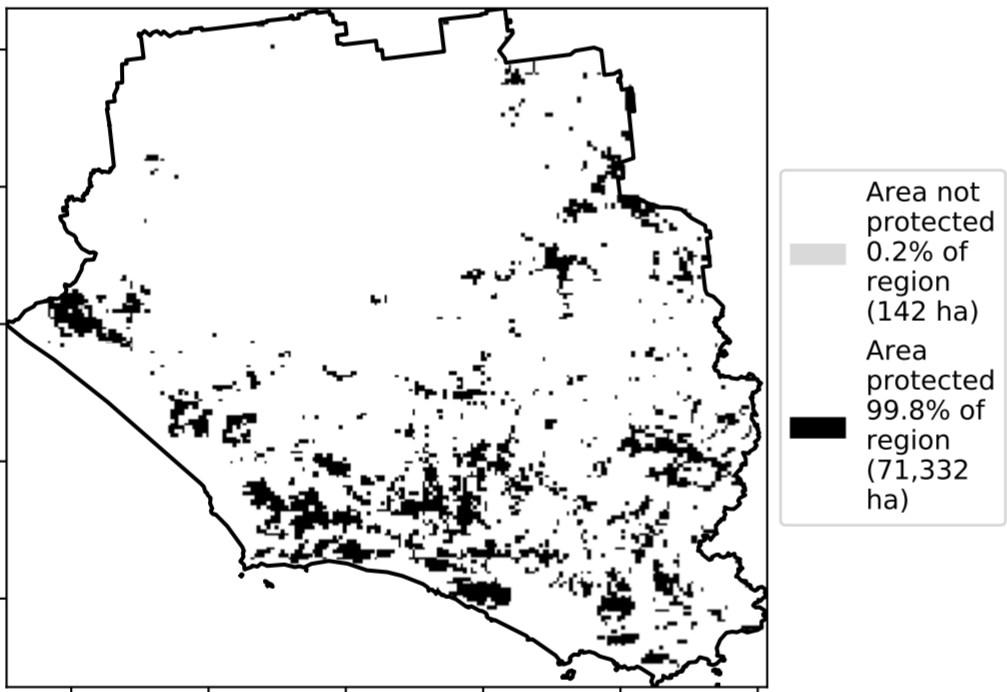 Area not
protected
0.2% of
region
(142 ha)
Area
protected
99.8% of
region
(71,332
ha)